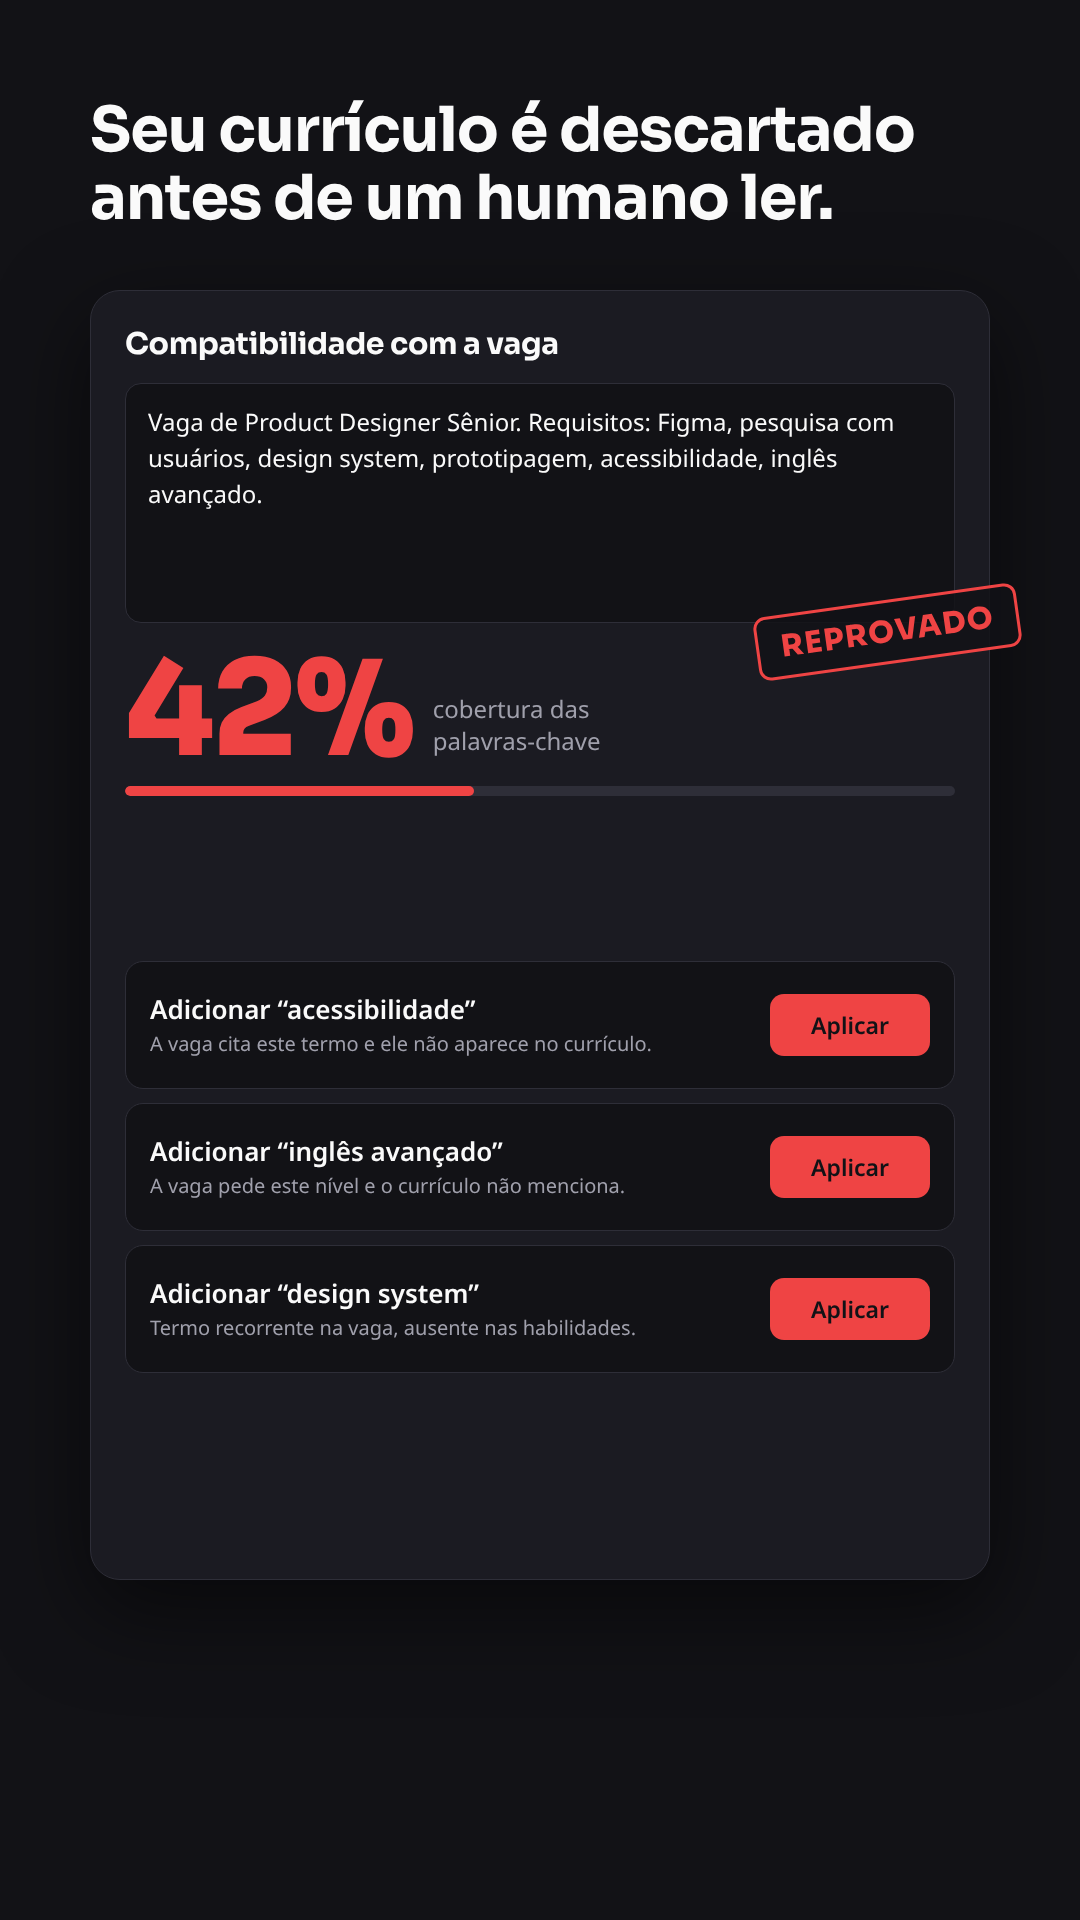 Seu currículo é descartado
antes de um humano ler.
Compatibilidade com a vaga
Vaga de Product Designer Sênior. Requisitos: Figma, pesquisa com
usuários, design system, prototipagem, acessibilidade, inglês
avançado.
REPROVADO
42%
cobertura das
palavras-chave
Adicionar “acessibilidade”
A vaga cita este termo e ele não aparece no currículo.
Aplicar
Adicionar “inglês avançado”
A vaga pede este nível e o currículo não menciona.
Aplicar
Adicionar “design system”
Termo recorrente na vaga, ausente nas habilidades.
Aplicar